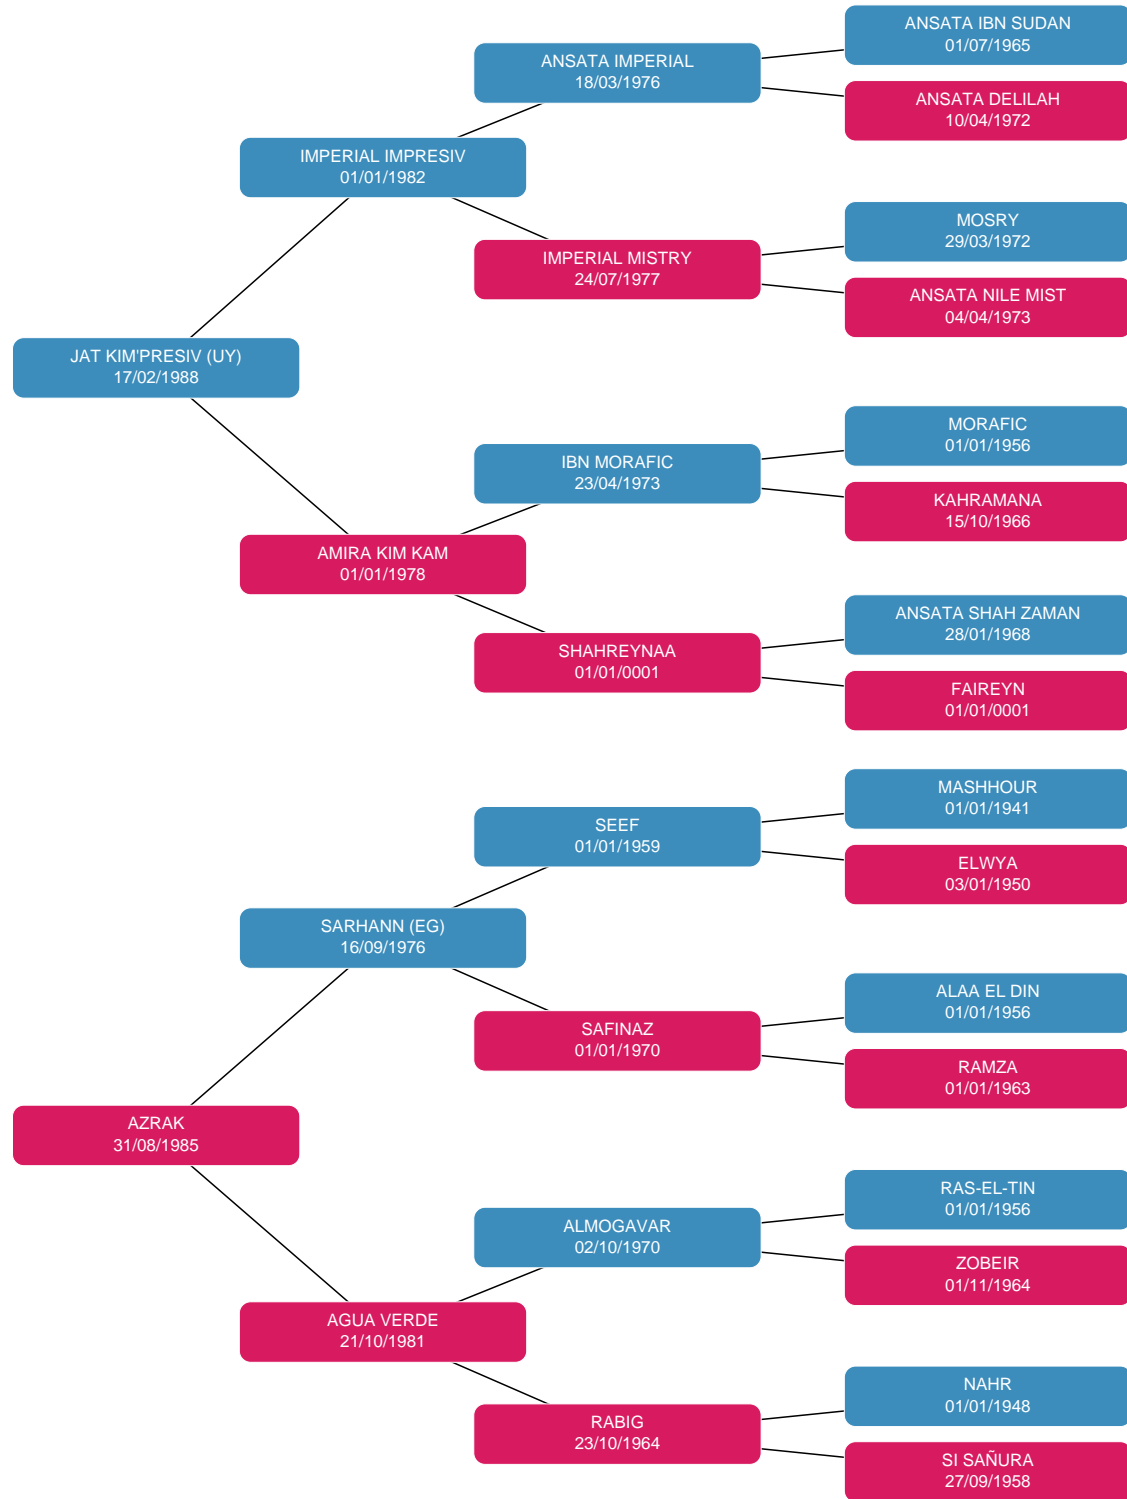 ANSATA IBN SUDAN
01/07/1965
ANSATA IMPERIAL
18/03/1976
ANSATA DELILAH
10/04/1972
IMPERIAL IMPRESIV
01/01/1982
MOSRY
29/03/1972
IMPERIAL MISTRY
24/07/1977
ANSATA NILE MIST
04/04/1973
JAT KIM'PRESIV (UY)
17/02/1988
MORAFIC
01/01/1956
IBN MORAFIC
23/04/1973
KAHRAMANA
15/10/1966
AMIRA KIM KAM
01/01/1978
ANSATA SHAH ZAMAN
28/01/1968
SHAHREYNAA
01/01/0001
FAIREYN
01/01/0001
MASHHOUR
01/01/1941
SEEF
01/01/1959
ELWYA
03/01/1950
SARHANN (EG)
16/09/1976
ALAA EL DIN
01/01/1956
SAFINAZ
01/01/1970
RAMZA
01/01/1963
AZRAK
31/08/1985
RAS-EL-TIN
01/01/1956
ALMOGAVAR
02/10/1970
ZOBEIR
01/11/1964
AGUA VERDE
21/10/1981
NAHR
01/01/1948
RABIG
23/10/1964
SI SAÑURA
27/09/1958